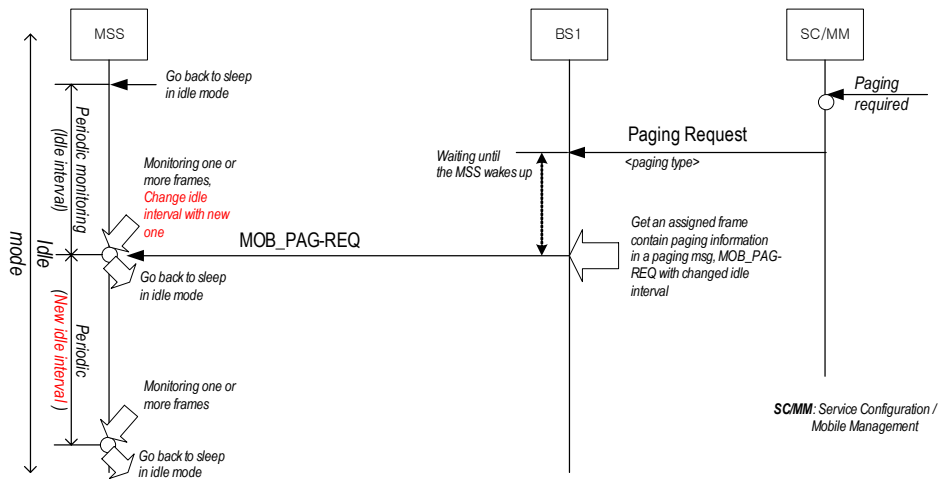 MSS
BS1
SC/MM
Go back to sleep
in idle mode
Paging
required
Paging Request
<paging type>
Waiting until
the MSS wakes up
Periodic monitoring
(Idle interval)
Monitoring one or
more frames,
Change idle
interval with new
one
MOB_PAG-REQ
Get an assigned frame
contain paging information
in a paging msg, MOB_PAG-
REQ with changed idle
interval
Idle
mode
Go back to sleep
in idle mode
Periodic
(New idle interval)
Monitoring one or
more frames
SC/MM: Service Configuration /
Mobile Management
Go back to sleep
in idle mode